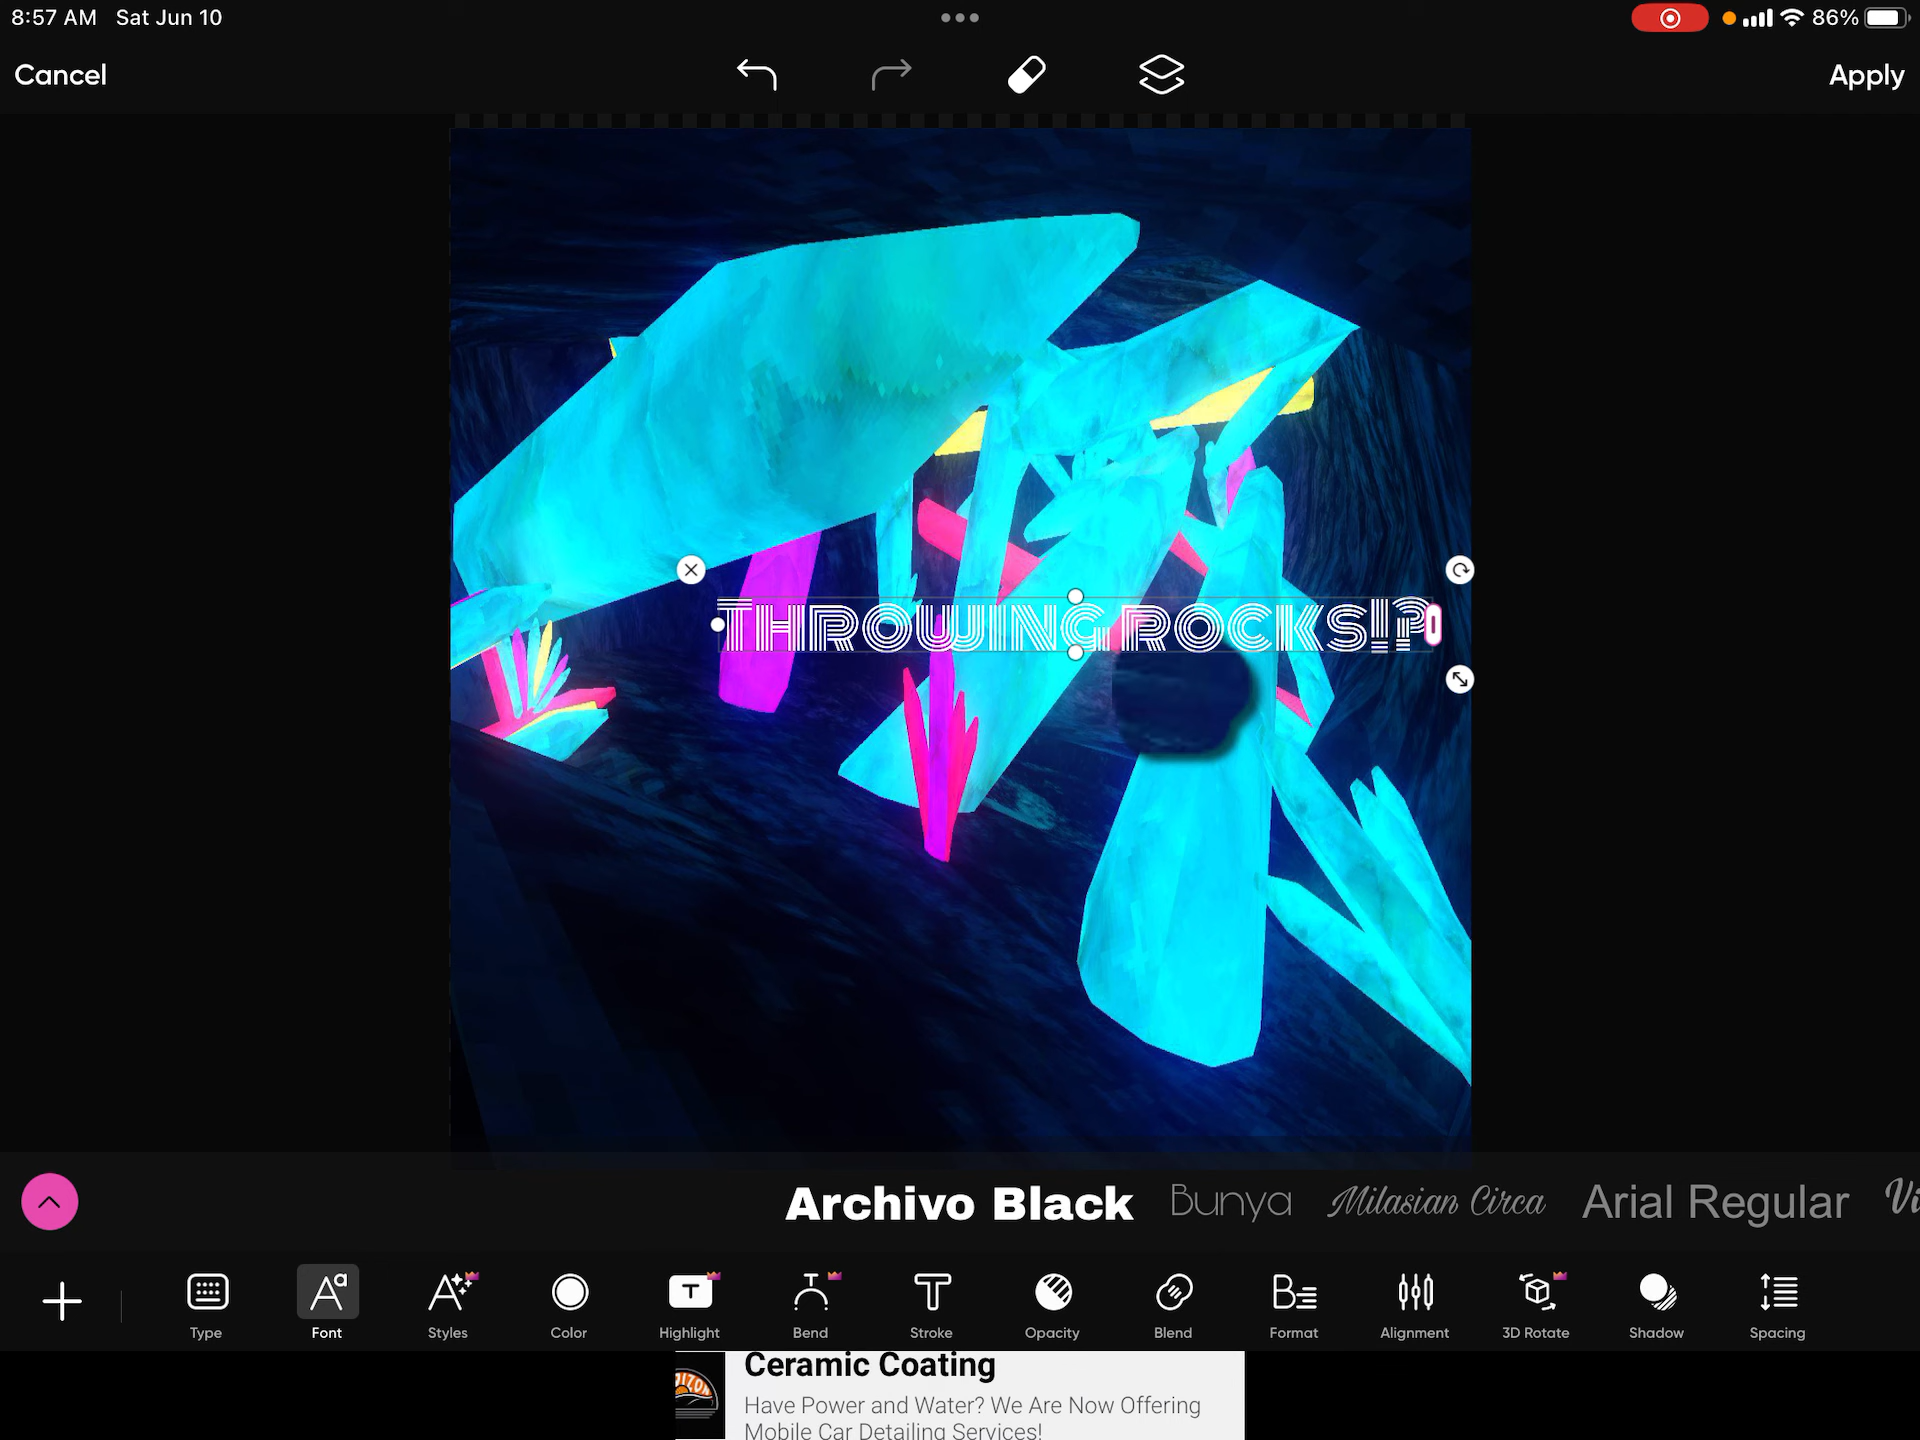 8:57 AM Sat Jun 10
86%
Cancel
Apply
THROWING ROCKS!?
Archivo Black
Bunya
Milasian Circa
Arial Regular
Type
Font
Styles
Color
Highlight
Bend
Stroke
Opacity
Blend
Format
Alignment
3D Rotate
Shadow
Spacing
Ceramic Coating
Have Power and Water? We Are Now Offering
Mobile Car Detailing Services!